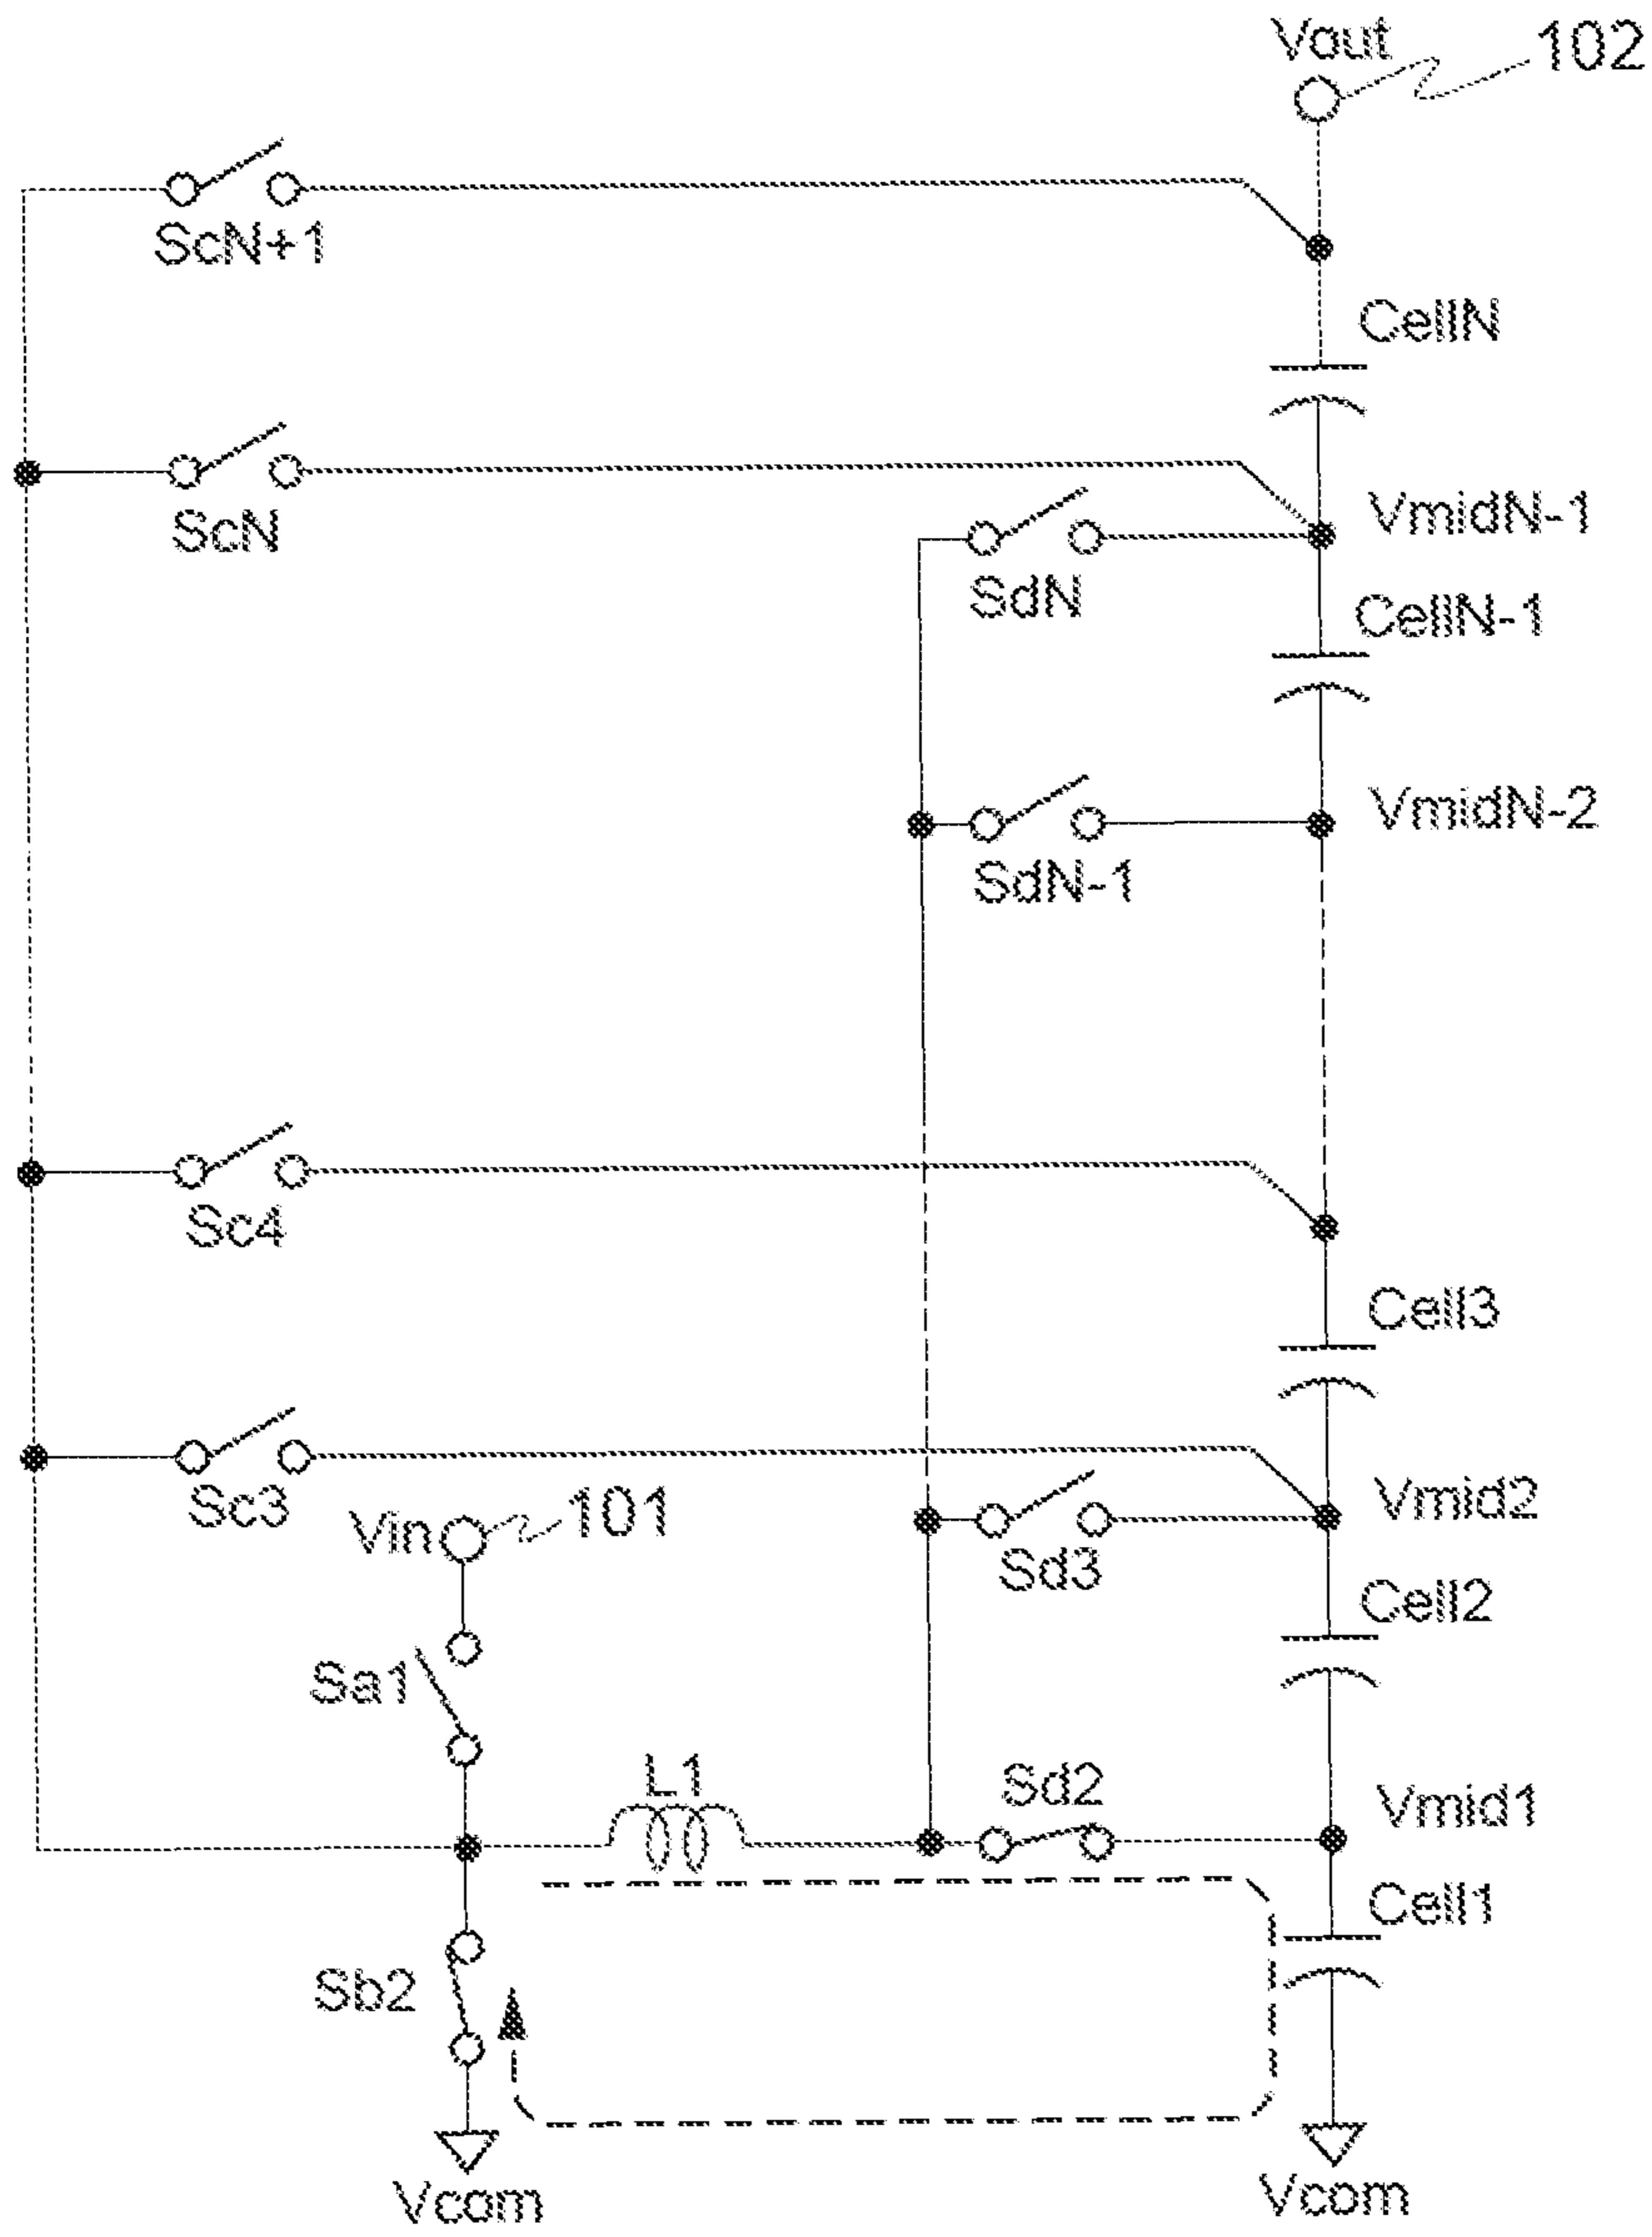 Vout
102
ScN+1
CellN
ScN
VmidN-1
SdN
CellN-1
VmidN-2
SdN-1
Sc4
Cell3
Sc3
Vin
101
Vmid2
Sd3
Cell2
Sa1
L1
Sd2
Vmid1
Cell1
Sb2
Vcom
Vcom